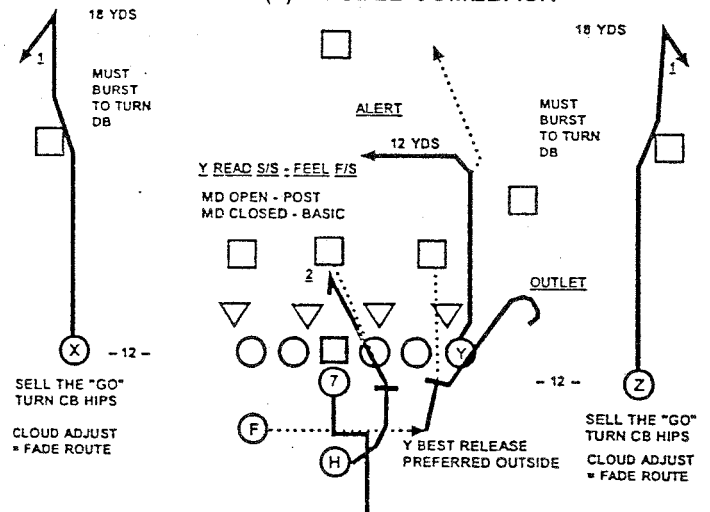 18 YDS
1
MUST
BURST
TO TURN
DB
ALERT
12 YDS
Y READ S/S - FEEL F/S
MD OPEN - POST
MD CLOSED - BASIC
18 YDS
1
MUST
BURST
TO TURN
DB
2
OUTLET
X
- 12 -
Y
7
F
H
- 12 -
Z
SELL THE "GO"
TURN CB HIPS
CLOUD ADJUST
= FADE ROUTE
Y BEST RELEASE
PREFERRED OUTSIDE
SELL THE "GO"
TURN CB HIPS
CLOUD ADJUST
= FADE ROUTE